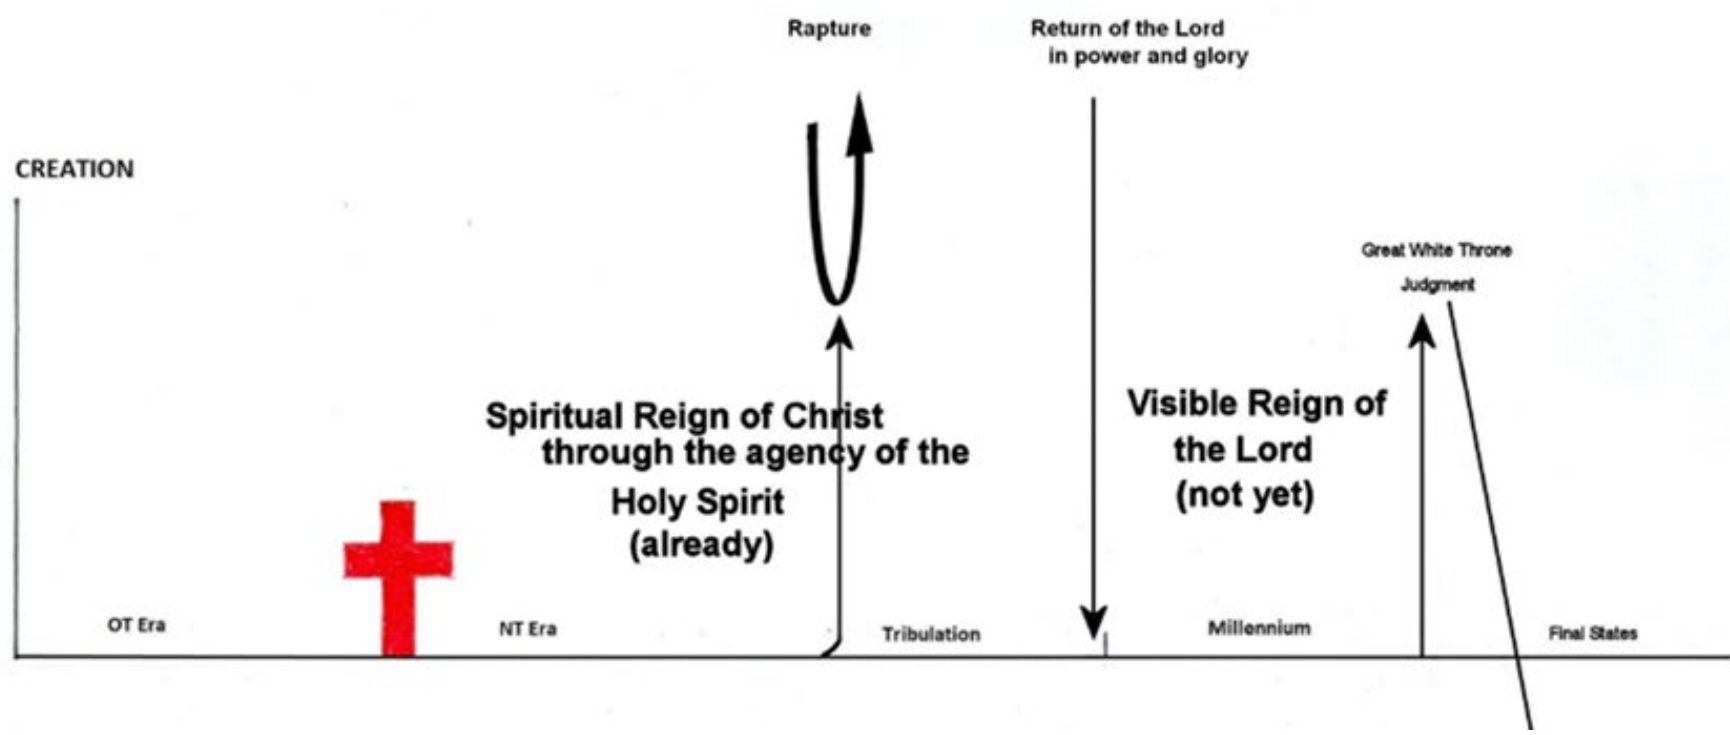 Rapture
Return of the Lord
in power and glory
CREATION
Great White Throne
Judgment
Spiritual Reign of Christ
through the agency of the
Holy Spirit
(already)
Visible Reign of
the Lord
(not yet)
OT Era
NT Era
Tribulation
Millennium
Final States